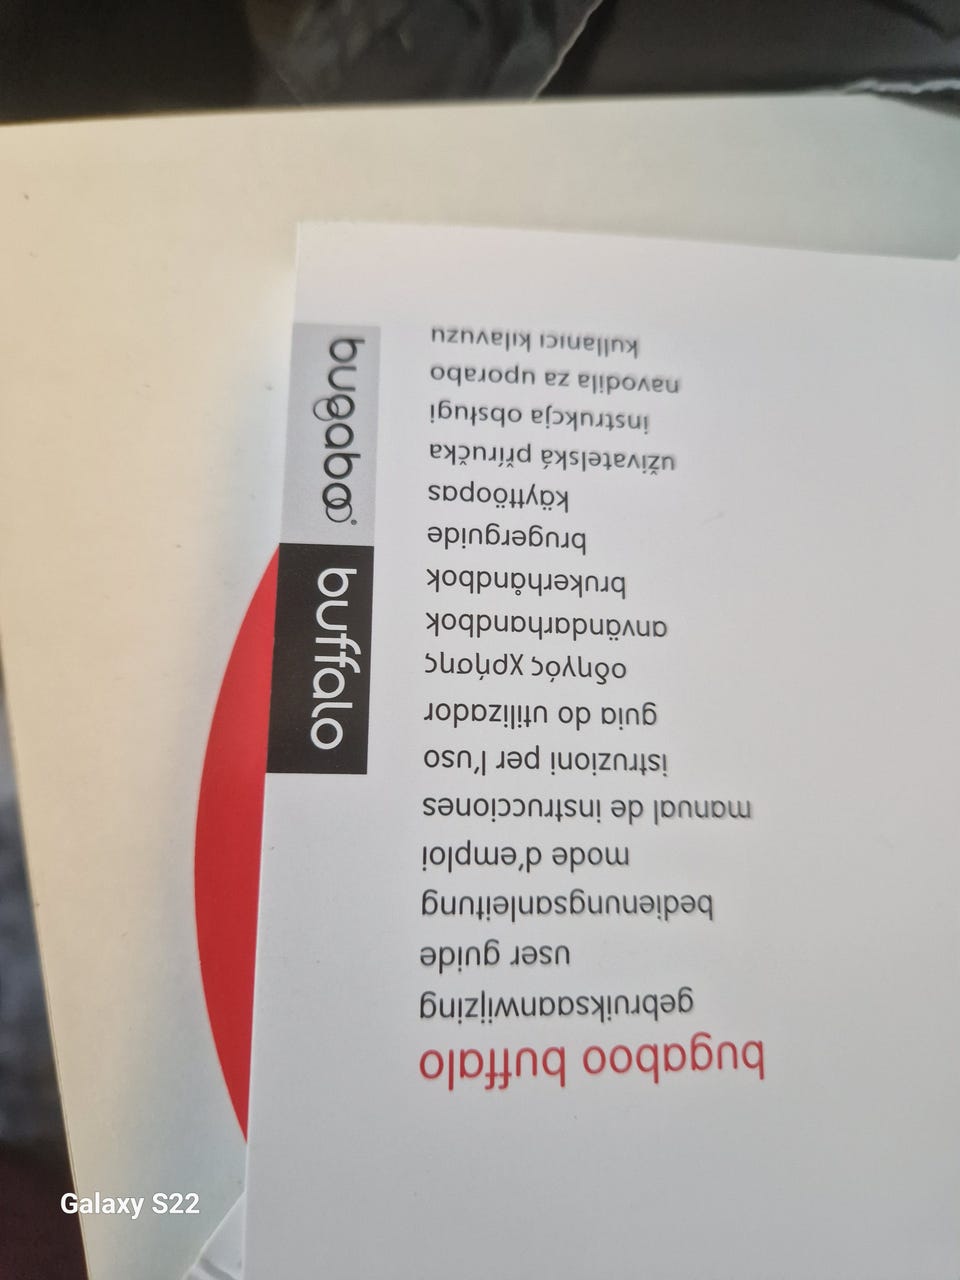 bugaboo buffalo
gebruiksaanwijzing
user guide
bedienungsanleitung
mode d'emploi
manual de instrucciones
istruzioni per l'uso
guia do utilizador
οδηγός χρήσης
användarhandbok
brukerhåndbok
brugerguide
käyttöopas
uživatelská příručka
instrukcja obsługi
navodila za uporabo
kullanıcı kılavuzu
bugaboo®
buffalo
Galaxy S22